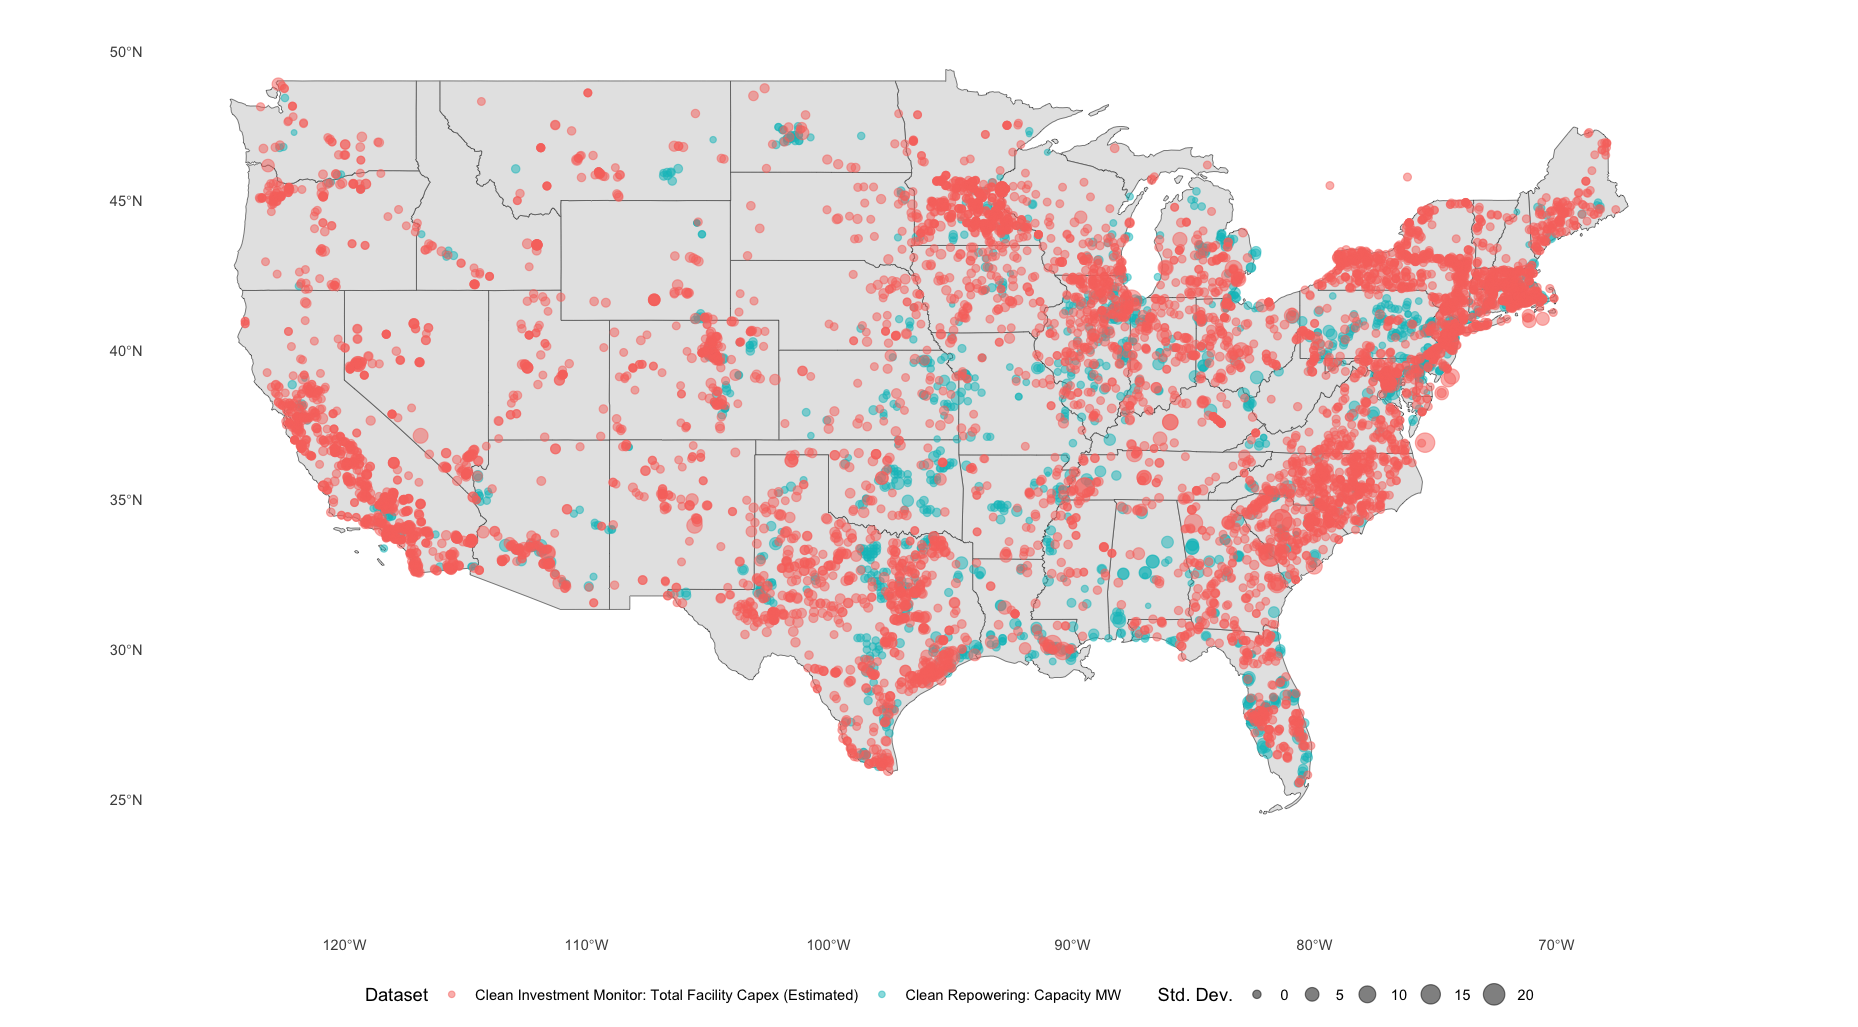 50°N
45°N
40°N
35°N
30°N
25°N
120°W 110°W 100°W 90°W 80°W 70°W
Dataset Clean Investment Monitor: Total Facility Capex (Estimated) Clean Repowering: Capacity MW Std. Dev. 0 5 10 15 20